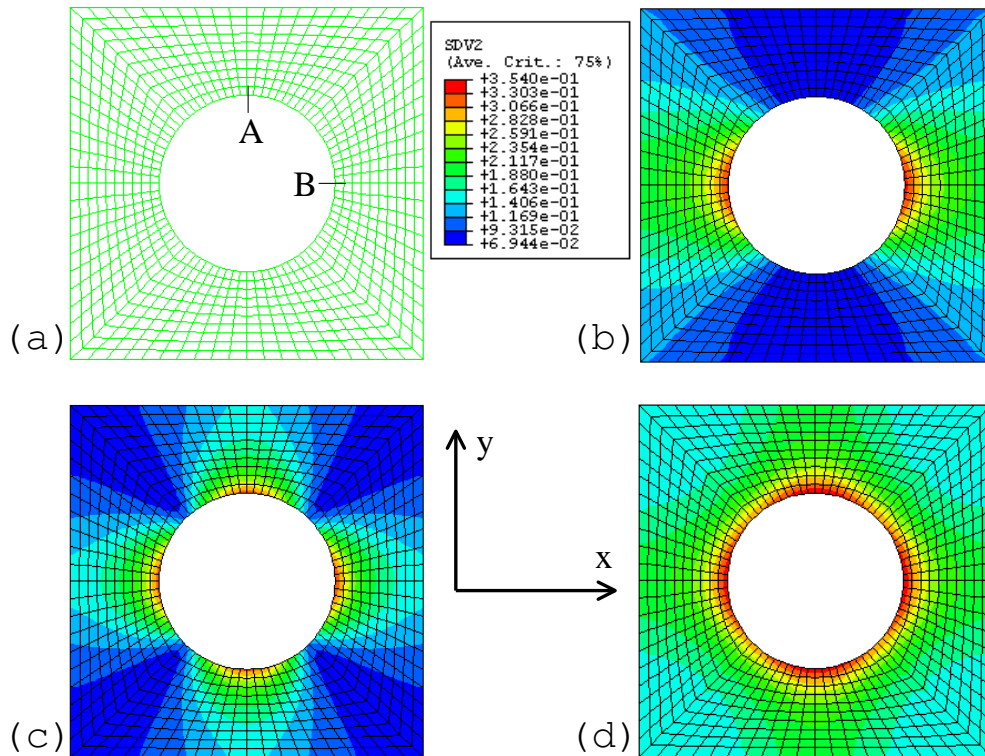 A
B
(a)
SDV2
(Ave. Crit.: 75%)
+3.540e-01
+3.303e-01
+3.066e-01
+2.828e-01
+2.591e-01
+2.354e-01
+2.117e-01
+1.880e-01
+1.643e-01
+1.406e-01
+1.169e-01
+9.315e-02
+6.944e-02
(b)
(c)
y
x
(d)